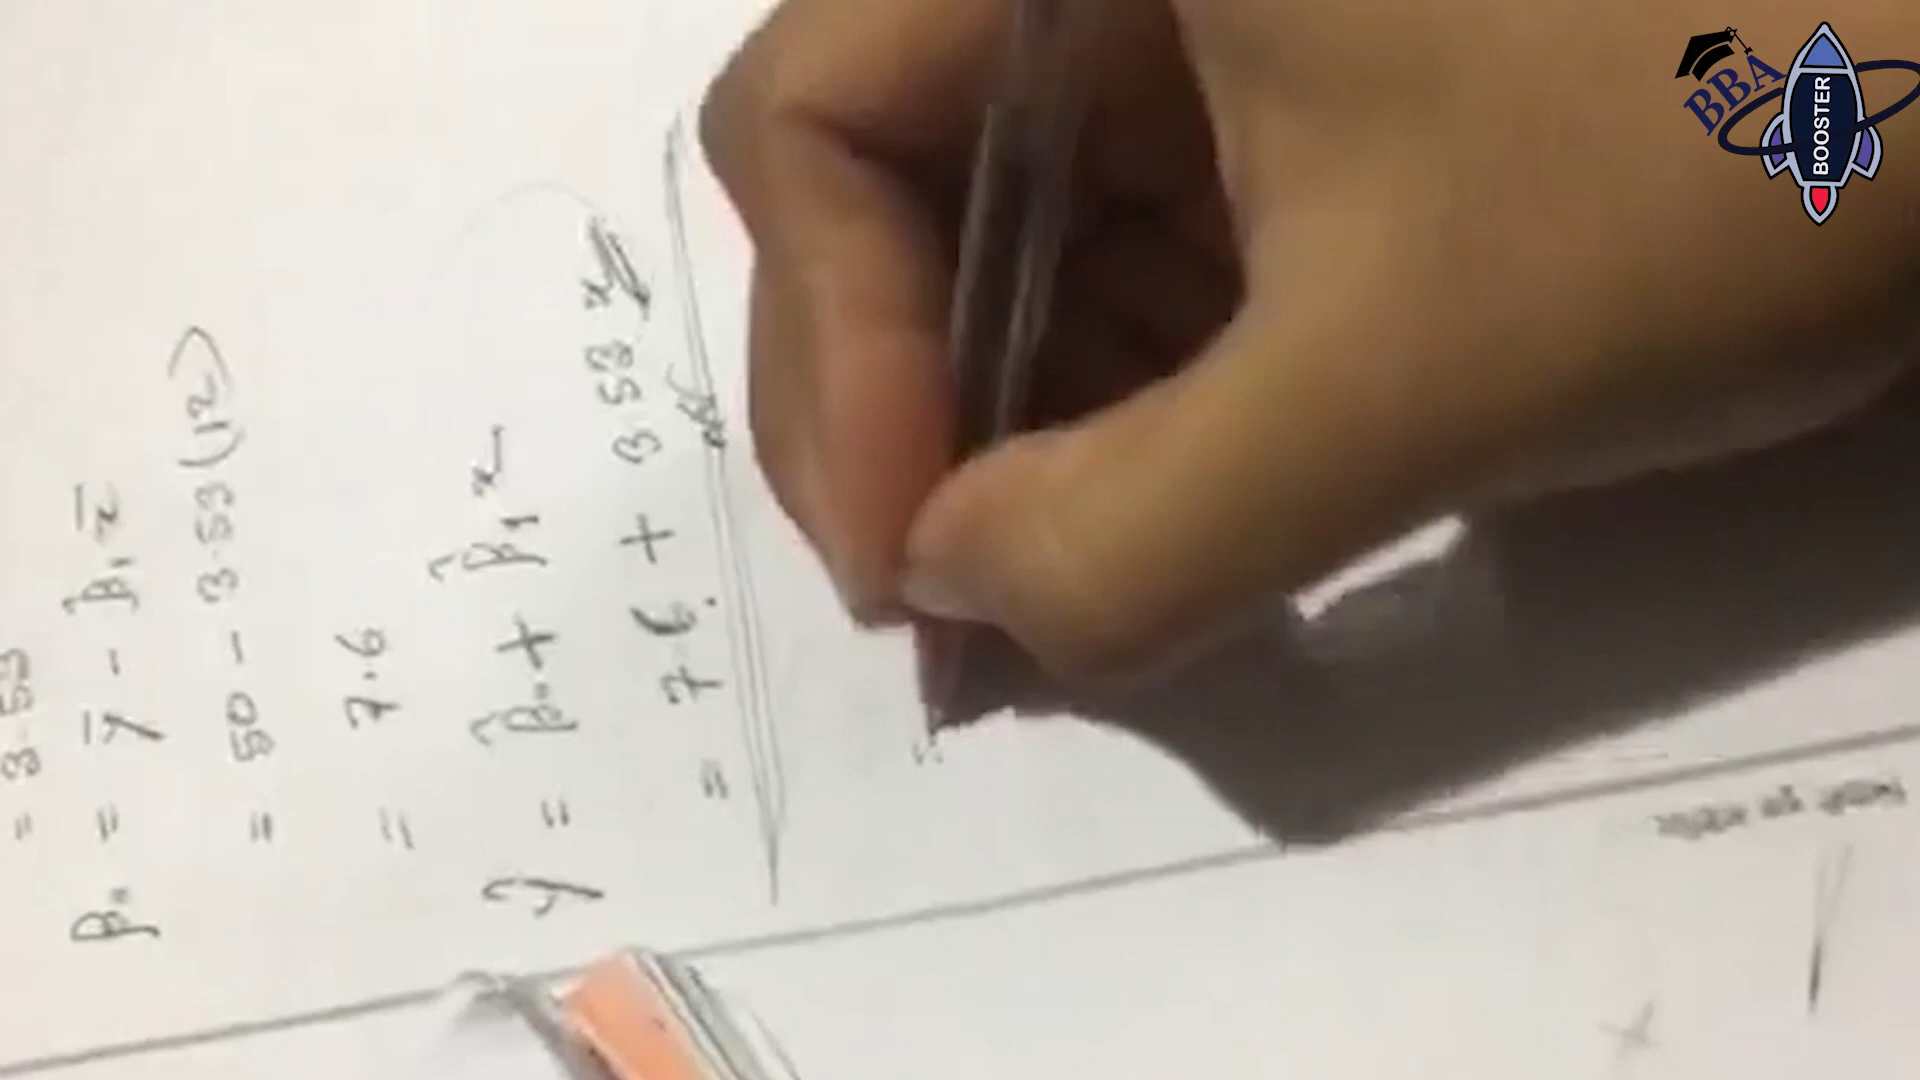 = 3.53
β̂₀ = ȳ - β̂₁x̄
= 50 - 3.53(12)
= 7.6
ŷ = β̂₀ + β̂₁x
= 7.6 + 3.53x
BBA
BOOSTER